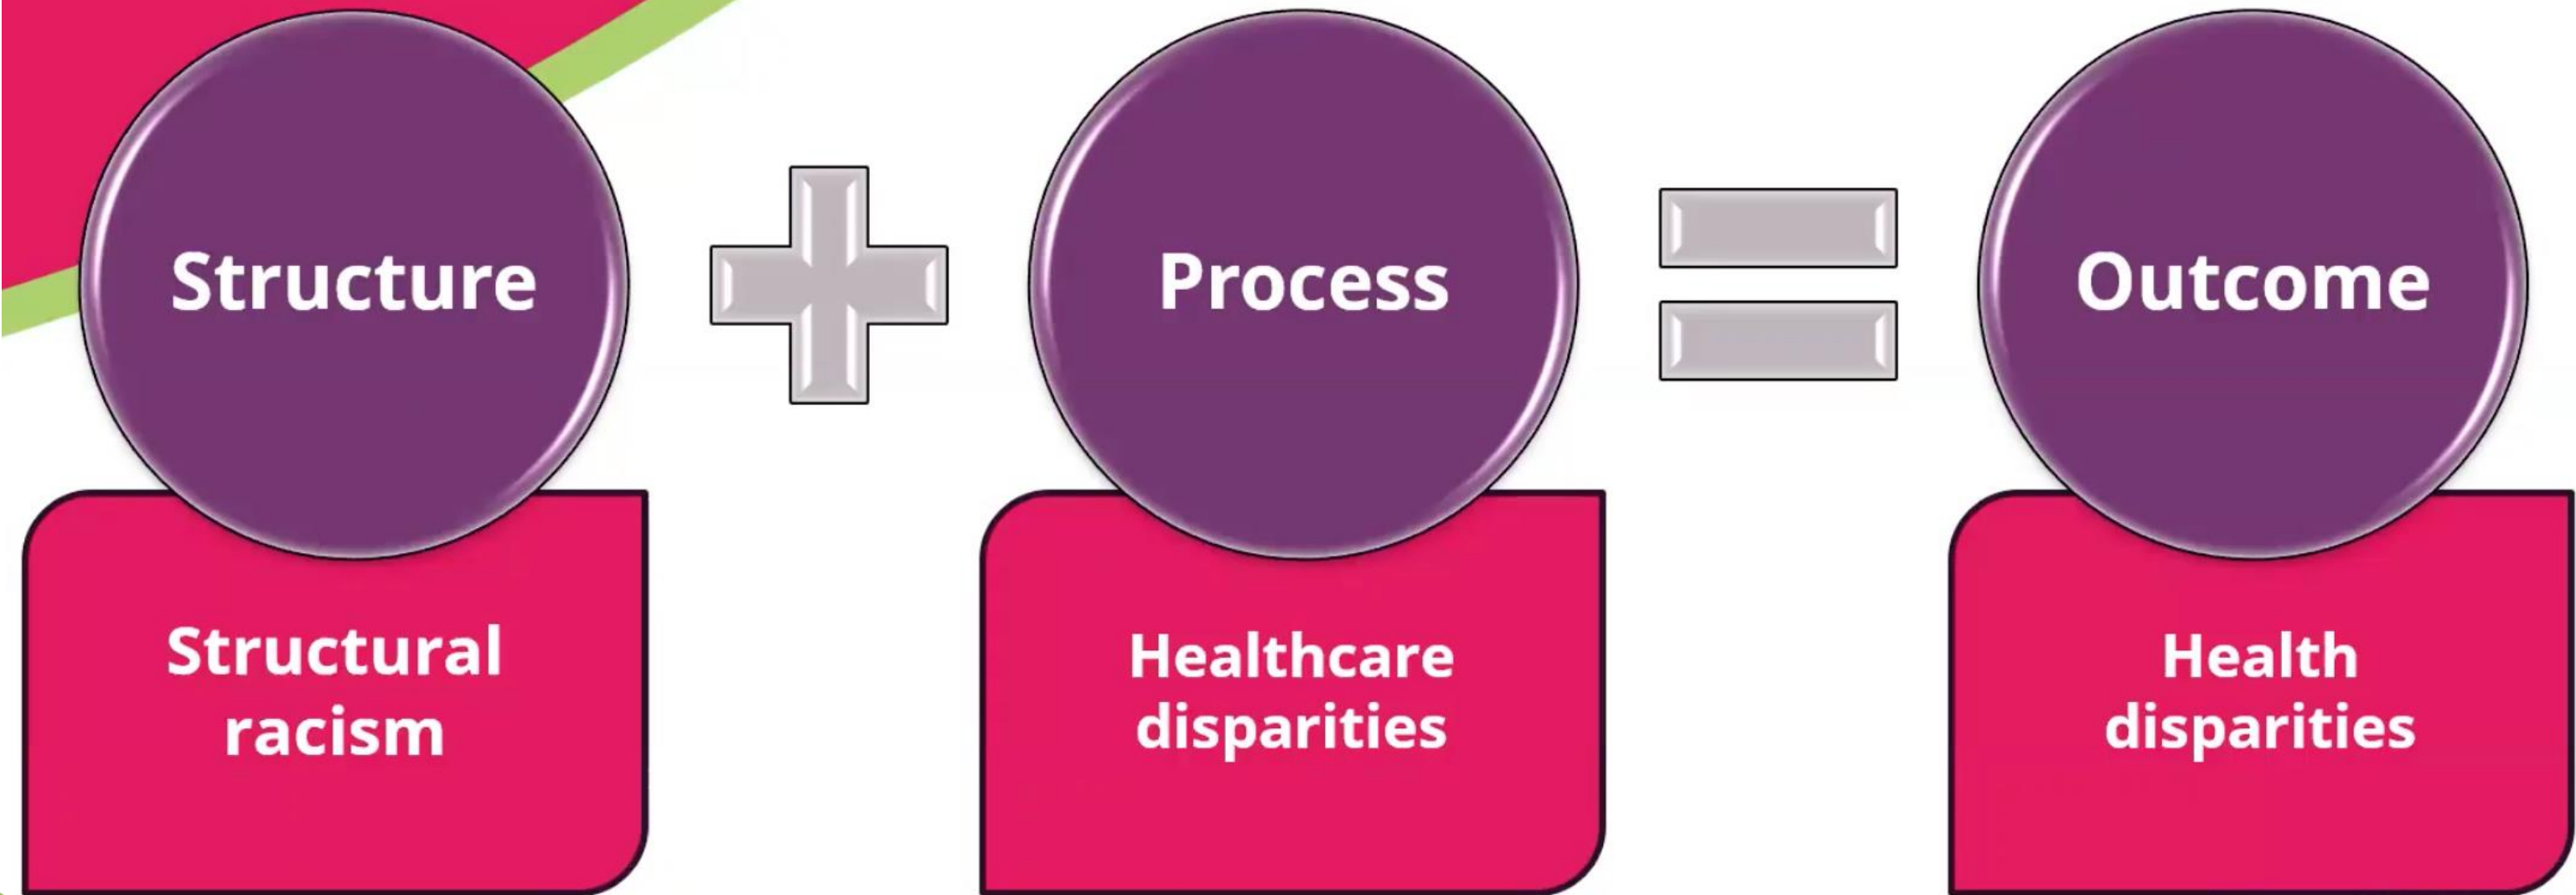 Structure
Process
Outcome
Structural
racism
Healthcare
disparities
Health
disparities